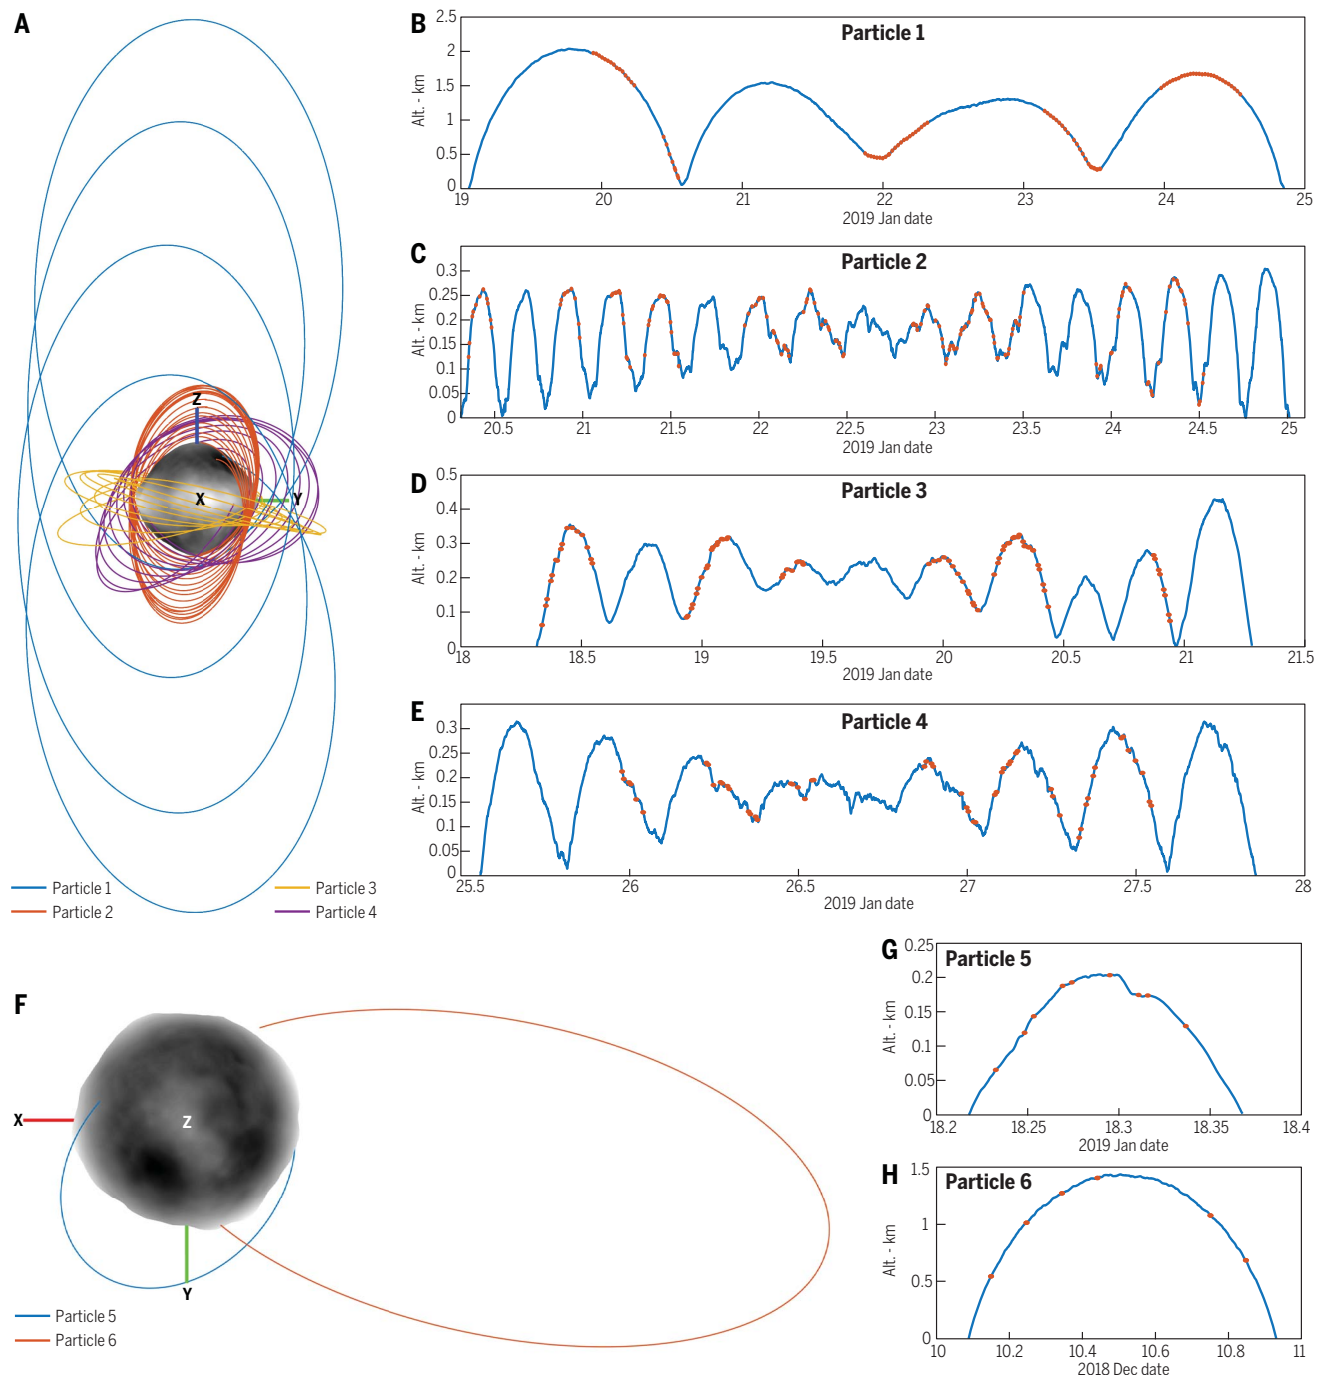 A
Z
X
Y
Particle 1
Particle 2
Particle 3
Particle 4
B
Particle 1
Alt. - km
2.5
2
1.5
1
0.5
0
19 20 21 22 23 24 25
2019 Jan date
C
Particle 2
Alt. - km
0.3
0.25
0.2
0.15
0.1
0.05
0
20.5 21 21.5 22 22.5 23 23.5 24 24.5 25
2019 Jan date
D
Particle 3
Alt. - km
0.5
0.4
0.3
0.2
0.1
0
18 18.5 19 19.5 20 20.5 21 21.5
2019 Jan date
E
Particle 4
Alt. - km
0.3
0.25
0.2
0.15
0.1
0.05
0
25.5 26 26.5 27 27.5 28
2019 Jan date
F
X
Z
Y
Particle 5
Particle 6
G
Particle 5
Alt. - km
0.25
0.2
0.15
0.1
0.05
0
18.2 18.25 18.3 18.35 18.4
2019 Jan date
H
Particle 6
Alt. - km
1.5
1
0.5
0
10 10.2 10.4 10.6 10.8 11
2018 Dec date